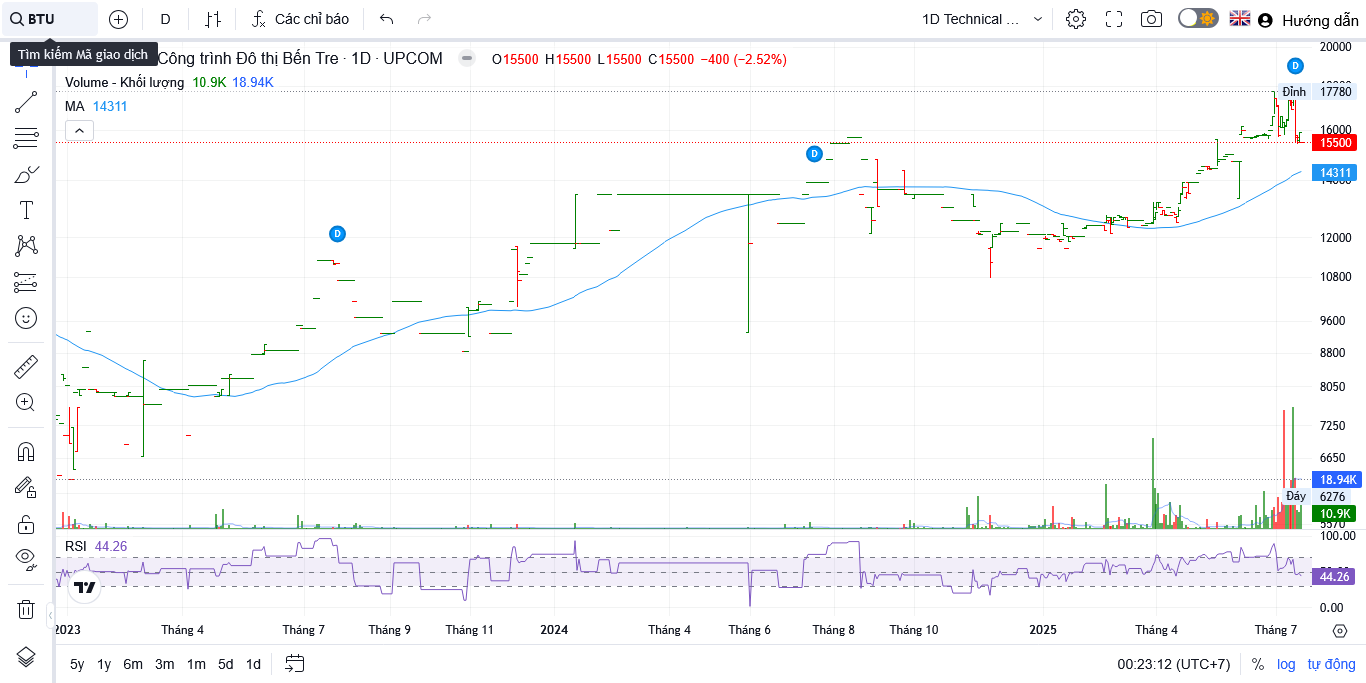 BTU
D
Các chỉ báo
1D Technical ...
Hướng dẫn
Tìm kiếm Mã giao dịch
Công trình Đô thị Bến Tre · 1D · UPCOM
O15500 H15500 L15500 C15500 −400 (−2.52%)
Volume - Khối lượng 10.9K 18.94K
MA 14311
D
D
D
20000
Đỉnh 17780
16000
15500
14311
12000
10800
9600
8800
8050
7250
6650
18.94K
Đáy 6276
10.9K
RSI 44.26
100.00
44.26
0.00
2023 Tháng 4 Tháng 7 Tháng 9 Tháng 11 2024 Tháng 4 Tháng 6 Tháng 8 Tháng 10 2025 Tháng 4 Tháng 7
5y 1y 6m 3m 1m 5d 1d
00:23:12 (UTC+7) % log tự động